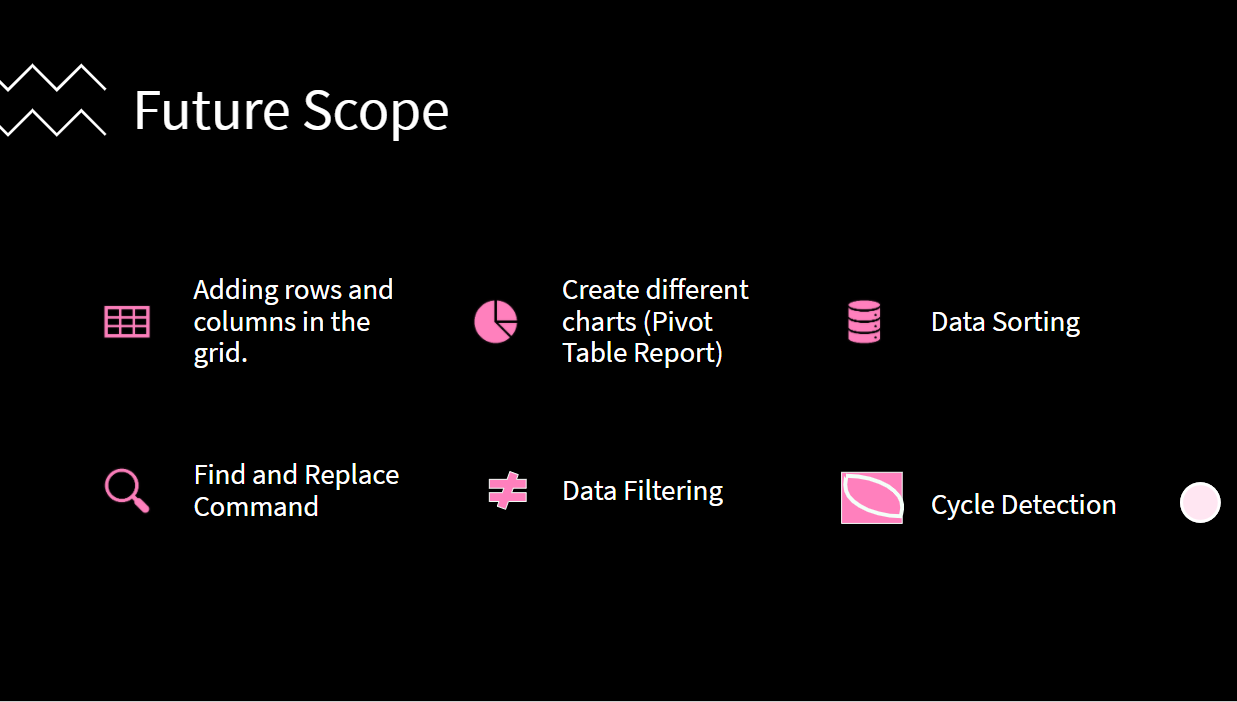 Future Scope
Adding rows and
columns in the
grid.
Create different
charts (Pivot
Table Report)
Data Sorting
Find and Replace
Command
Data Filtering
Cycle Detection